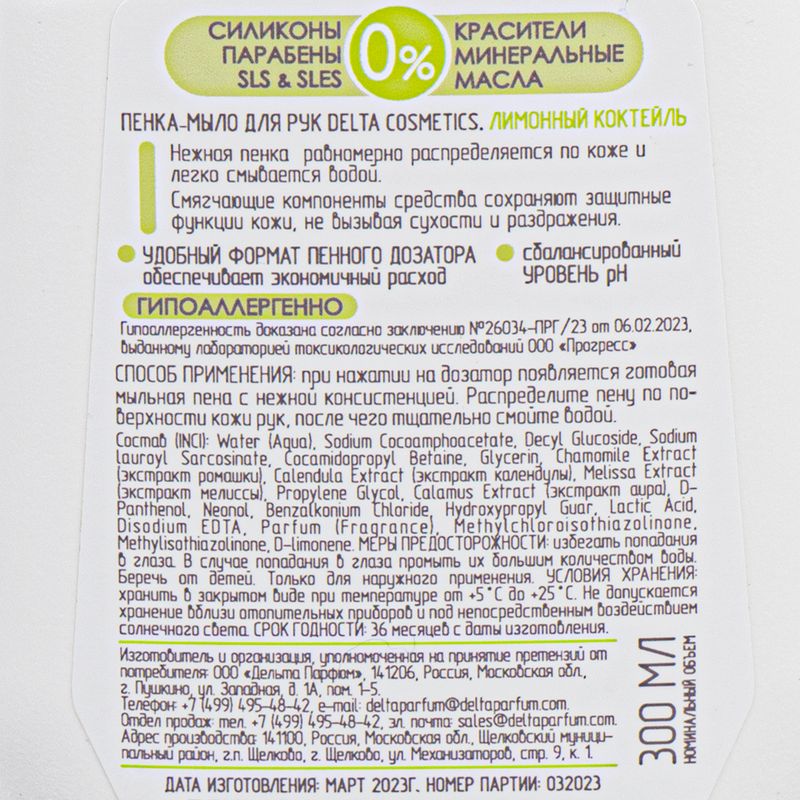 СИЛИКОНЫ
ПАРАБЕНЫ
SLS & SLES
0%
КРАСИТЕЛИ
МИНЕРАЛЬНЫЕ
МАСЛА
ПЕНКА-МЫЛО ДЛЯ РУК DELTA COSMETICS. ЛИМОННЫЙ КОКТЕЙЛЬ
Нежная пенка равномерно распределяется по коже и
легко смывается водой.
Смягчающие компоненты средства сохраняют защитные
функции кожи, не вызывая сухости и раздражения.
УДОБНЫЙ ФОРМАТ ПЕННОГО ДОЗАТОРА
обеспечивает экономичный расход
сбалансированный
УРОВЕНЬ pH
ГИПОАЛЛЕРГЕННО
Гипоаллергенность доказана согласно заключению №26034-ПРГ/23 от 06.02.2023,
выданному лабораторией токсикологических исследований ООО «Прогресс»
СПОСОБ ПРИМЕНЕНИЯ: при нажатии на дозатор появляется готовая
мыльная пена с нежной консистенцией. Распределите пену по по-
верхности кожи рук, после чего тщательно смойте водой.
Состав (INCI): Water (Aqua), Sodium Cocoamphoacetate, Decyl Glucoside, Sodium
lauroyl Sarcosinate, Cocamidopropyl Betaine, Glycerin, Chamomile Extract
(экстракт ромашки), Calendula Extract (экстракт календулы), Melissa Extract
(экстракт мелиссы), Propylene Glycol, Calamus Extract (экстракт аира), D-
Panthenol, Neonol, Benzalkonium Chloride, Hydroxypropyl Guar, Lactic Acid,
Disodium EDTA, Parfum (Fragrance), Methylchloroisothiazolinone,
Methylisothiazolinone, D-limonene. МЕРЫ ПРЕДОСТОРОЖНОСТИ: избегать попадания
в глаза. В случае попадания в глаза промыть их большим количеством воды.
Беречь от детей. Только для наружного применения. УСЛОВИЯ ХРАНЕНИЯ:
хранить в закрытом виде при температуре от +5°C до +25°C. Не допускается
хранение вблизи отопительных приборов и под непосредственным воздействием
солнечного света. СРОК ГОДНОСТИ: 36 месяцев с даты изготовления.
Изготовитель и организация, уполномоченная на принятие претензий от
потребителя: ООО «Дельта Парфюм», 141206, Россия, Московская обл.,
г. Пушкино, ул. Западная, д. 1А, пом. 1-5.
Телефон: +7 (499) 495-48-42, e-mail: deltaparfum@deltaparfum.com.
Отдел продаж: тел. +7 (499) 495-48-42, эл. почта: sales@deltaparfum.com.
Адрес производства: 141100, Россия, Московская обл., Щелковский муници-
пальный район, г.п. Щелково, г. Щелково, ул. Механизаторов, стр. 9, к. 1.
300 МЛ
НОМИНАЛЬНЫЙ ОБЪЕМ
ДАТА ИЗГОТОВЛЕНИЯ: МАРТ 2023Г. НОМЕР ПАРТИИ: 032023